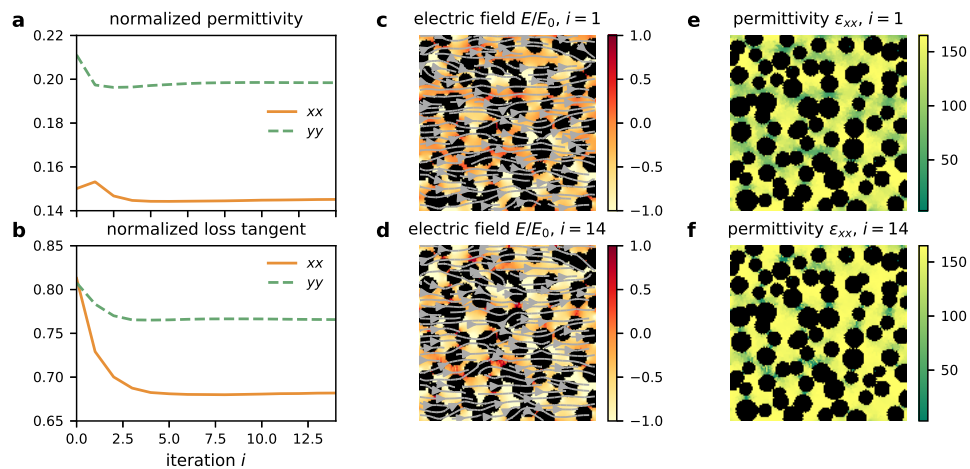 a normalized permittivity
0.22
0.20
0.18
0.16
0.14
xx
yy
b normalized loss tangent
0.85
0.80
0.75
0.70
0.65
xx
yy
0.0 2.5 5.0 7.5 10.0 12.5
iteration i
c electric field E/E₀, i = 1
1.0
0.5
0.0
−0.5
−1.0
d electric field E/E₀, i = 14
1.0
0.5
0.0
−0.5
−1.0
e permittivity εₓₓ, i = 1
150
100
50
f permittivity εₓₓ, i = 14
150
100
50